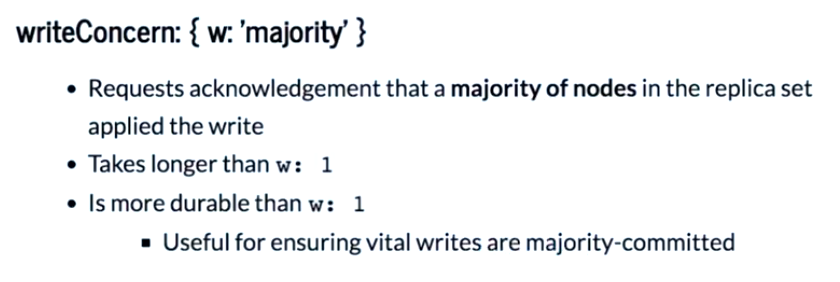 writeConcern: { w: 'majority' }
• Requests acknowledgement that a majority of nodes in the replica set
applied the write
• Takes longer than w: 1
• Is more durable than w: 1
▪ Useful for ensuring vital writes are majority-committed